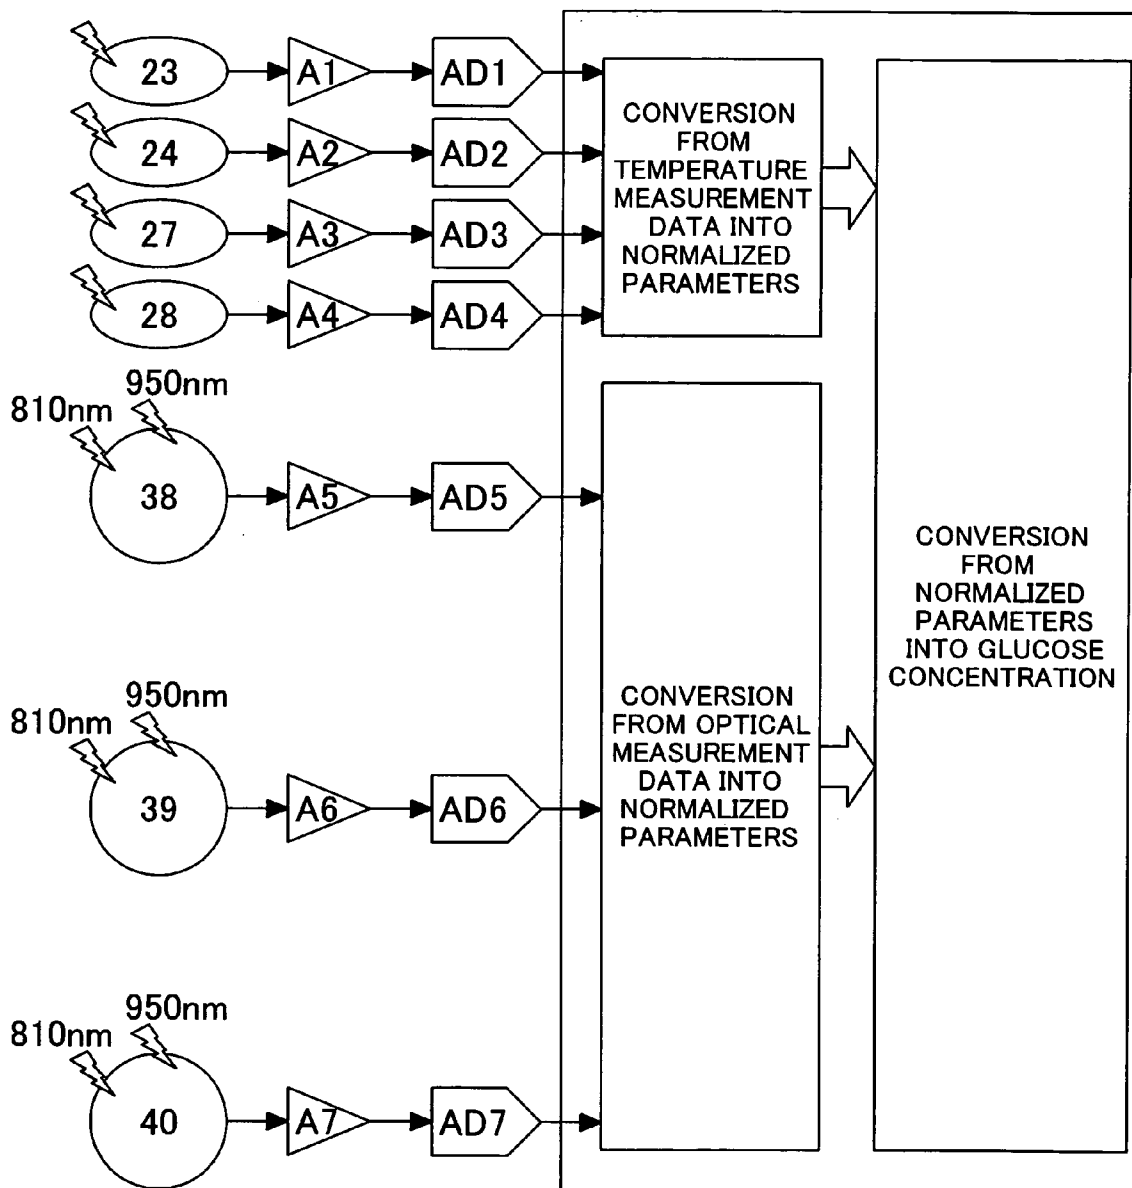 23
A1
AD1
24
A2
AD2
27
A3
AD3
28
A4
AD4
CONVERSION
FROM
TEMPERATURE
MEASUREMENT
DATA INTO
NORMALIZED
PARAMETERS
950nm
810nm
38
A5
AD5
950nm
810nm
39
A6
AD6
950nm
810nm
40
A7
AD7
CONVERSION
FROM OPTICAL
MEASUREMENT
DATA INTO
NORMALIZED
PARAMETERS
CONVERSION
FROM
NORMALIZED
PARAMETERS
INTO GLUCOSE
CONCENTRATION